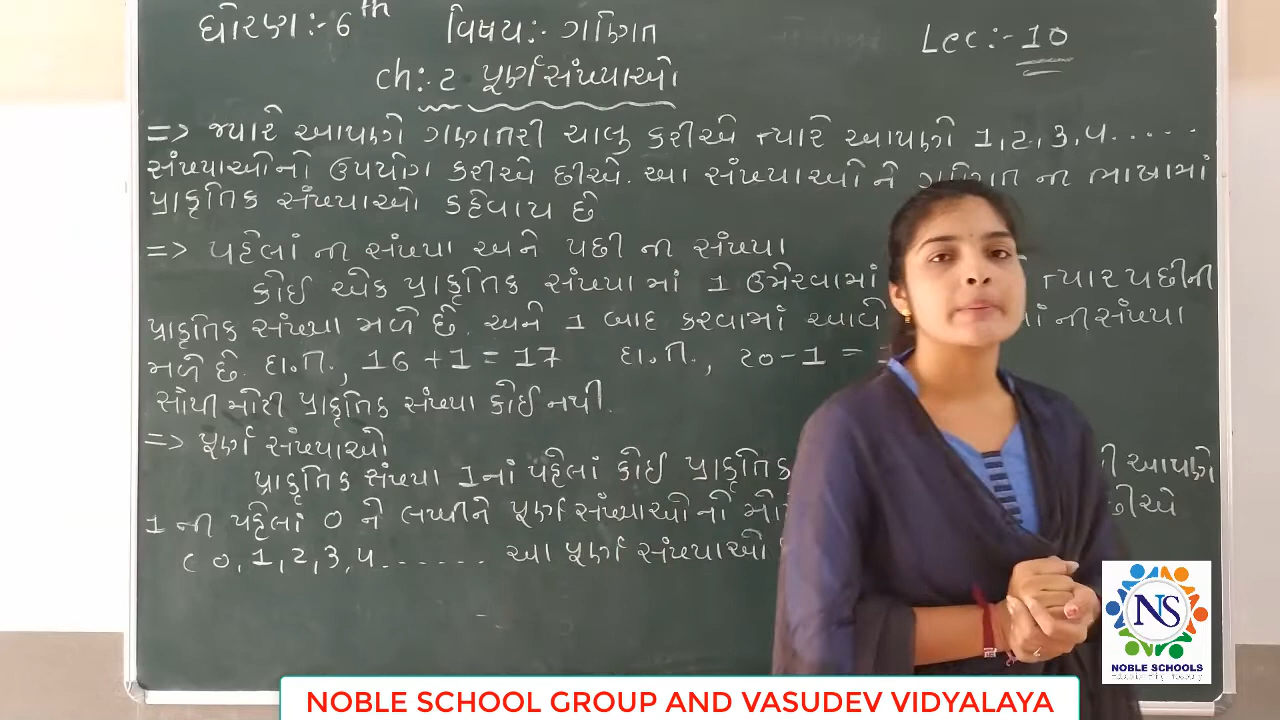 ધોરણ:- 6th વિષય:- ગણિત Lec:- 10
ch:- 2 પૂર્ણ સંખ્યાઓ
=> જ્યારે આપણે ગણતરી ચાલુ કરીએ ત્યારે આપણે 1,2,3,4.....
સંખ્યાઓનો ઉપયોગ કરીએ છીએ. આ સંખ્યાઓને ગણિત ના ભાષામાં
પ્રાકૃતિક સંખ્યાઓ કહેવાય છે
=> પહેલાં ની સંખ્યા અને પછી ની સંખ્યા
કોઈ એક પ્રાકૃતિક સંખ્યા માં 1 ઉમેરવામાં ત્યાર પછીની
પ્રાકૃતિક સંખ્યા મળે છે. અને 1 બાદ કરવામાં આવે ની સંખ્યા
મળે છે. દા.ત., 16 + 1 = 17 દા.ત., 20 - 1 =
સૌથી મોટી પ્રાકૃતિક સંખ્યા કોઈ નથી.
=> પૂર્ણ સંખ્યાઓ
પ્રાકૃતિક સંખ્યા 1નાં પહેલાં કોઈ પ્રાકૃતિક આપણે
1 ની પહેલાં 0 ને લખીને પૂર્ણ સંખ્યાઓનો છીએ
( 0,1,2,3,4...... આ પૂર્ણ સંખ્યાઓ
NS
NOBLE SCHOOLS
NOBLE SCHOOL GROUP AND VASUDEV VIDYALAYA